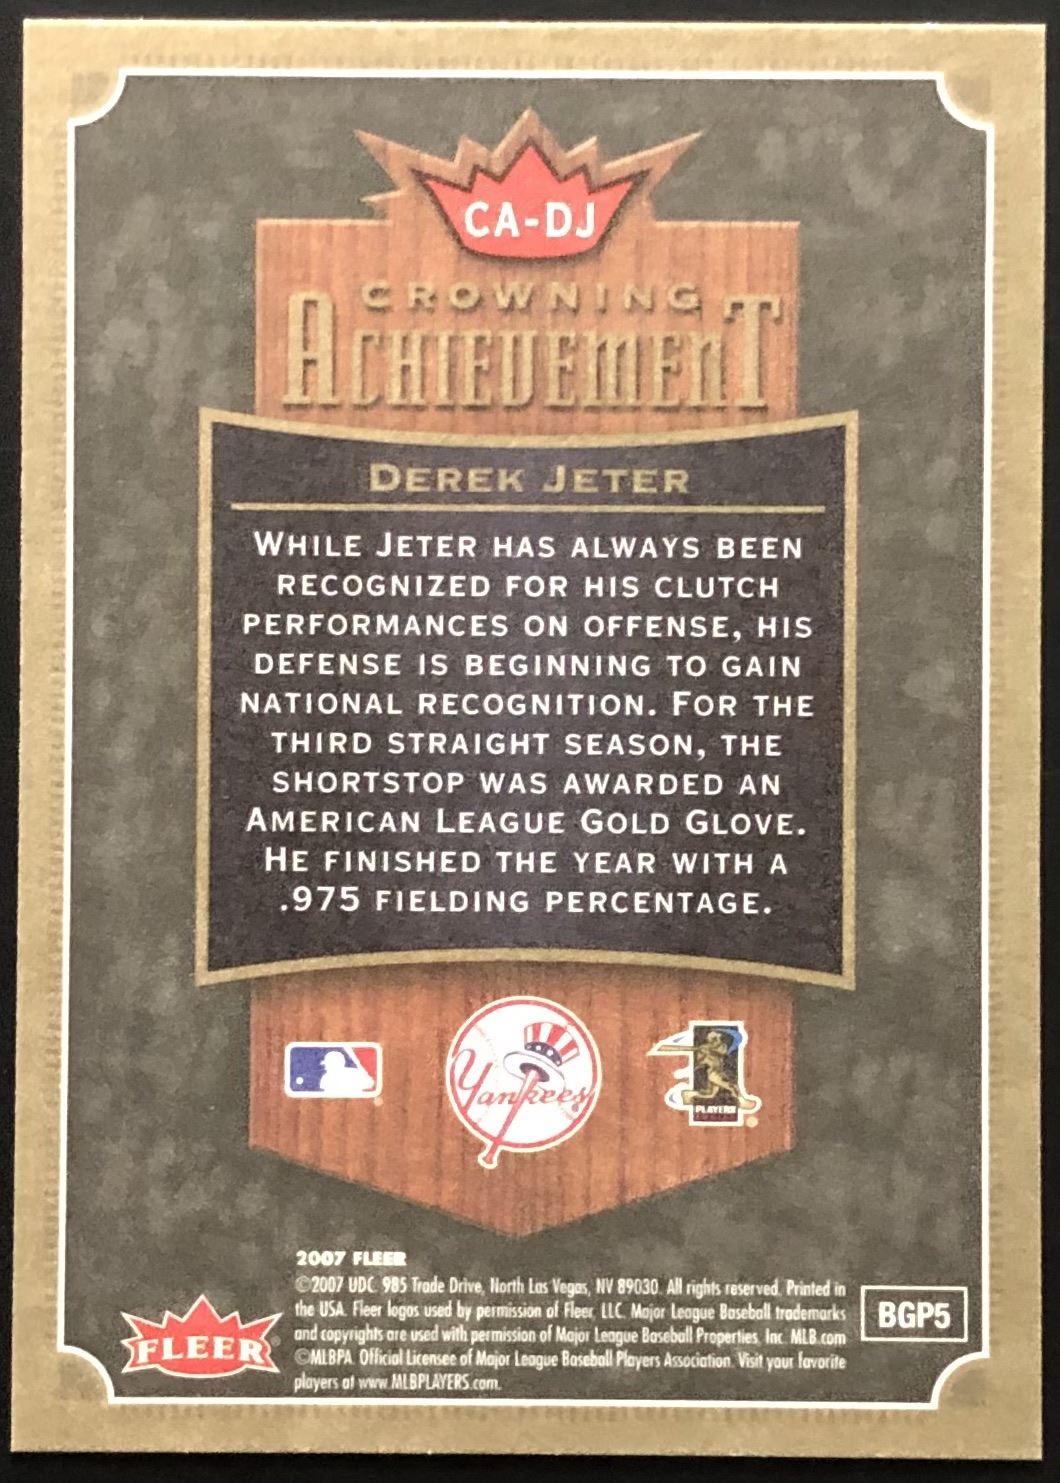 CA-DJ
CROWNING
ACHIEVEMENT
DEREK JETER
WHILE JETER HAS ALWAYS BEEN
RECOGNIZED FOR HIS CLUTCH
PERFORMANCES ON OFFENSE, HIS
DEFENSE IS BEGINNING TO GAIN
NATIONAL RECOGNITION. FOR THE
THIRD STRAIGHT SEASON, THE
SHORTSTOP WAS AWARDED AN
AMERICAN LEAGUE GOLD GLOVE.
HE FINISHED THE YEAR WITH A
.975 FIELDING PERCENTAGE.
Yankees
PLAYERS
2007 FLEER
©2007 UDC. 985 Trade Drive, North Las Vegas, NV 89030. All rights reserved. Printed in
the USA. Fleer logos used by permission of Fleer, LLC. Major League Baseball trademarks
and copyrights are used with permission of Major League Baseball Properties, Inc. MLB.com
©MLBPA. Official Licensee of Major League Baseball Players Association. Visit your favorite
players at www.MLBPLAYERS.com.
FLEER
BGP5